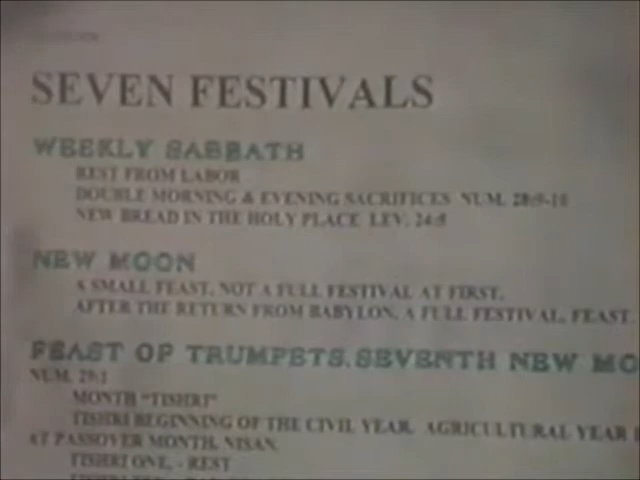 SEVEN FESTIVALS
WEEKLY SABBATH
REST FROM LABOR
DOUBLE MORNING & EVENING SACRIFICES NUM. 28:9-10
NEW BREAD IN THE HOLY PLACE LEV. 24:8
NEW MOON
A SMALL FEAST, NOT A FULL FESTIVAL AT FIRST.
AFTER THE RETURN FROM BABYLON, A FULL FESTIVAL, FEAST.
FEAST OF TRUMPETS. SEVENTH NEW MO
NUM. 29:1
MONTH "TISHRI"
TISHRI BEGINNING OF THE CIVIL YEAR. AGRICULTURAL YEAR
AT PASSOVER MONTH, NISAN.
TISHRI ONE, - REST